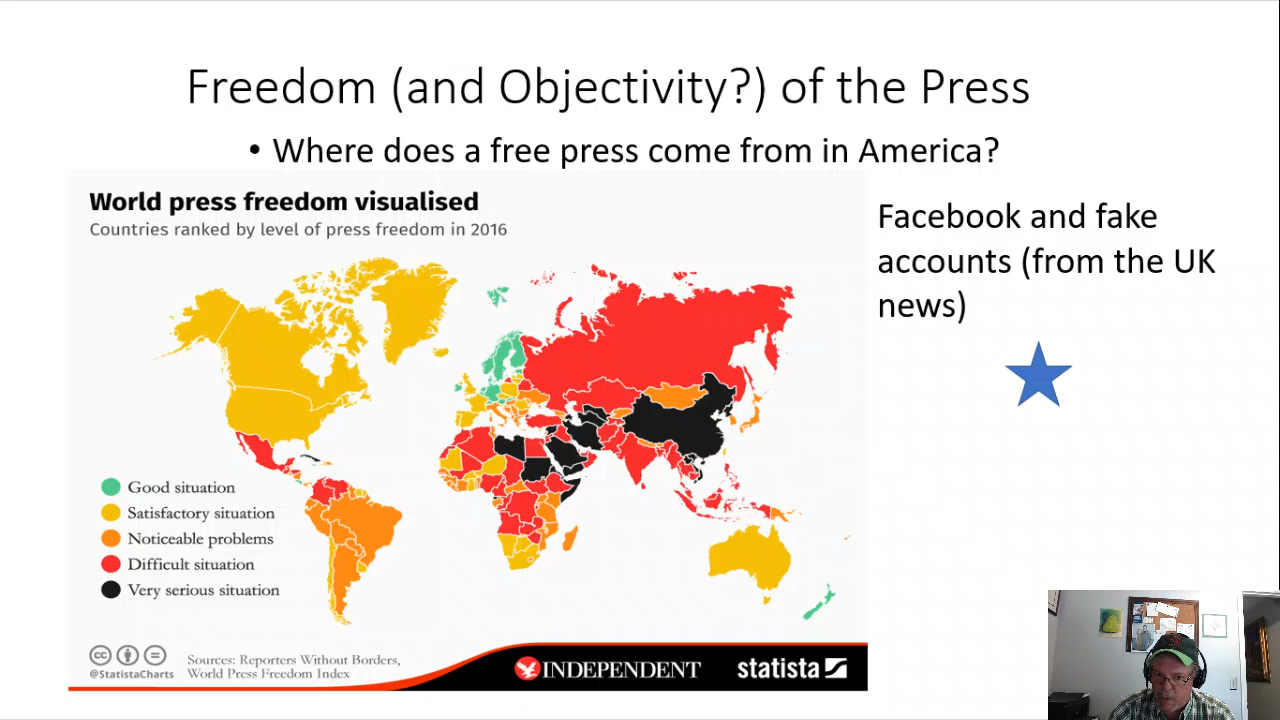 Freedom (and Objectivity?) of the Press
• Where does a free press come from in America?
World press freedom visualised
Countries ranked by level of press freedom in 2016
Good situation
Satisfactory situation
Noticeable problems
Difficult situation
Very serious situation
cc
@StatistaCharts
Sources: Reporters Without Borders,
World Press Freedom Index
INDEPENDENT
statista
Facebook and fake
accounts (from the UK
news)